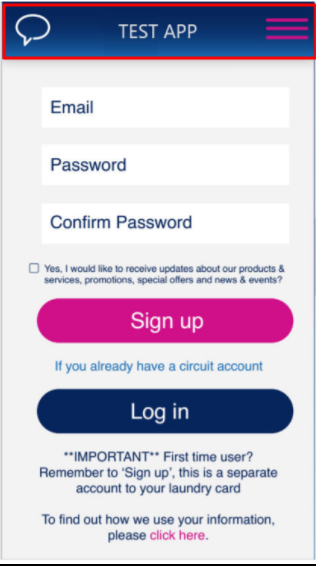 TEST APP
Email
Password
Confirm Password
Yes, I would like to receive updates about our products &
services, promotions, special offers and news & events?
Sign up
If you already have a circuit account
Log in
**IMPORTANT** First time user?
Remember to ‘Sign up’, this is a separate
account to your laundry card
To find out how we use your information,
please click here.